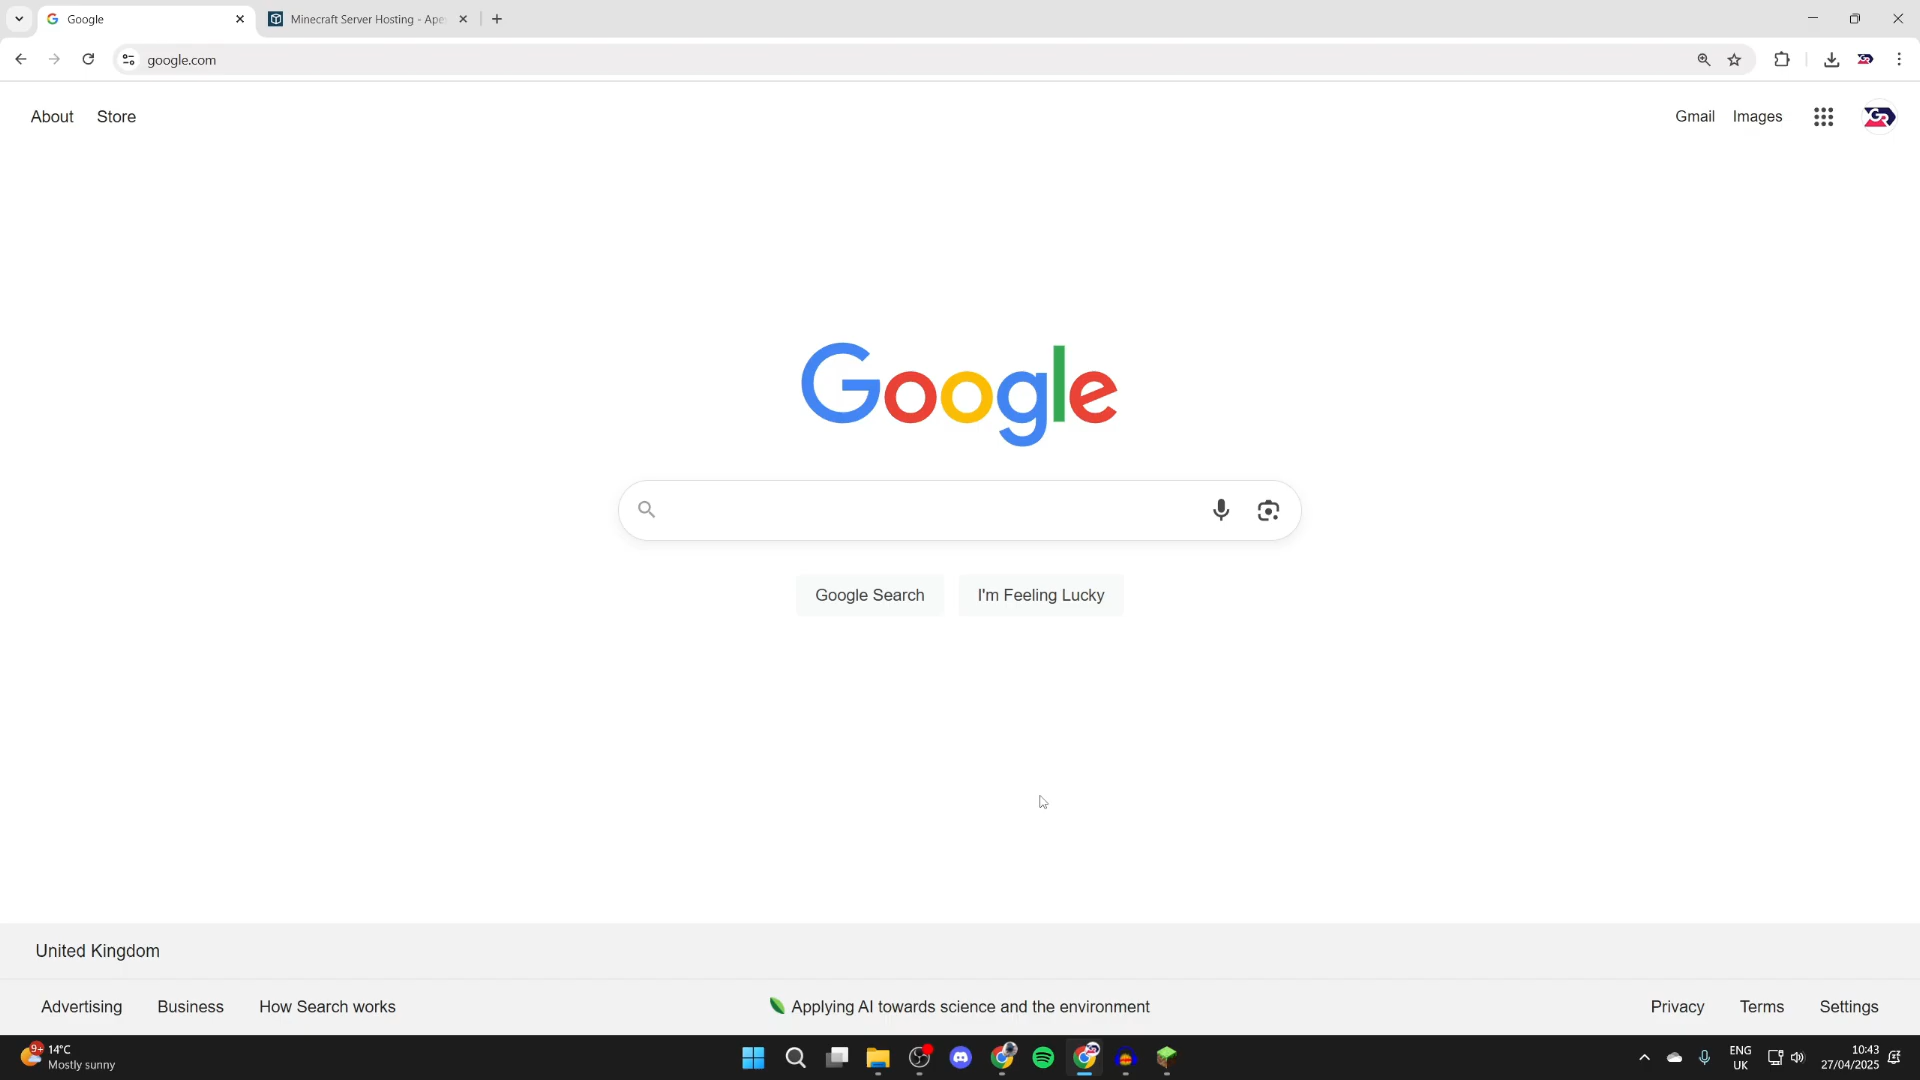 Google
Minecraft Server Hosting - Ape
google.com
About Store
Gmail Images
GR
Google
Google Search I'm Feeling Lucky
United Kingdom
Advertising Business How Search works
Applying AI towards science and the environment
Privacy Terms Settings
9+ 14°C
Mostly sunny
ENG
UK
10:43
27/04/2025